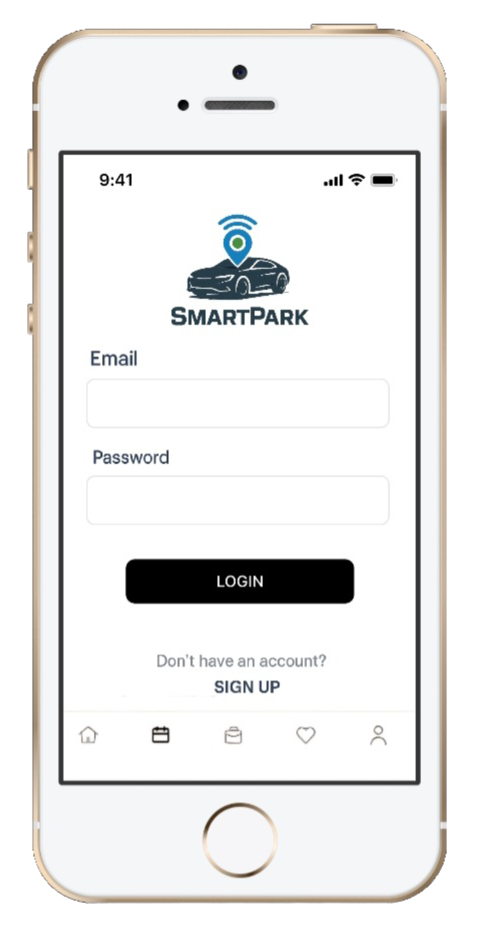 9:41
SMARTPARK
Email
Password
LOGIN
Don't have an account?
SIGN UP